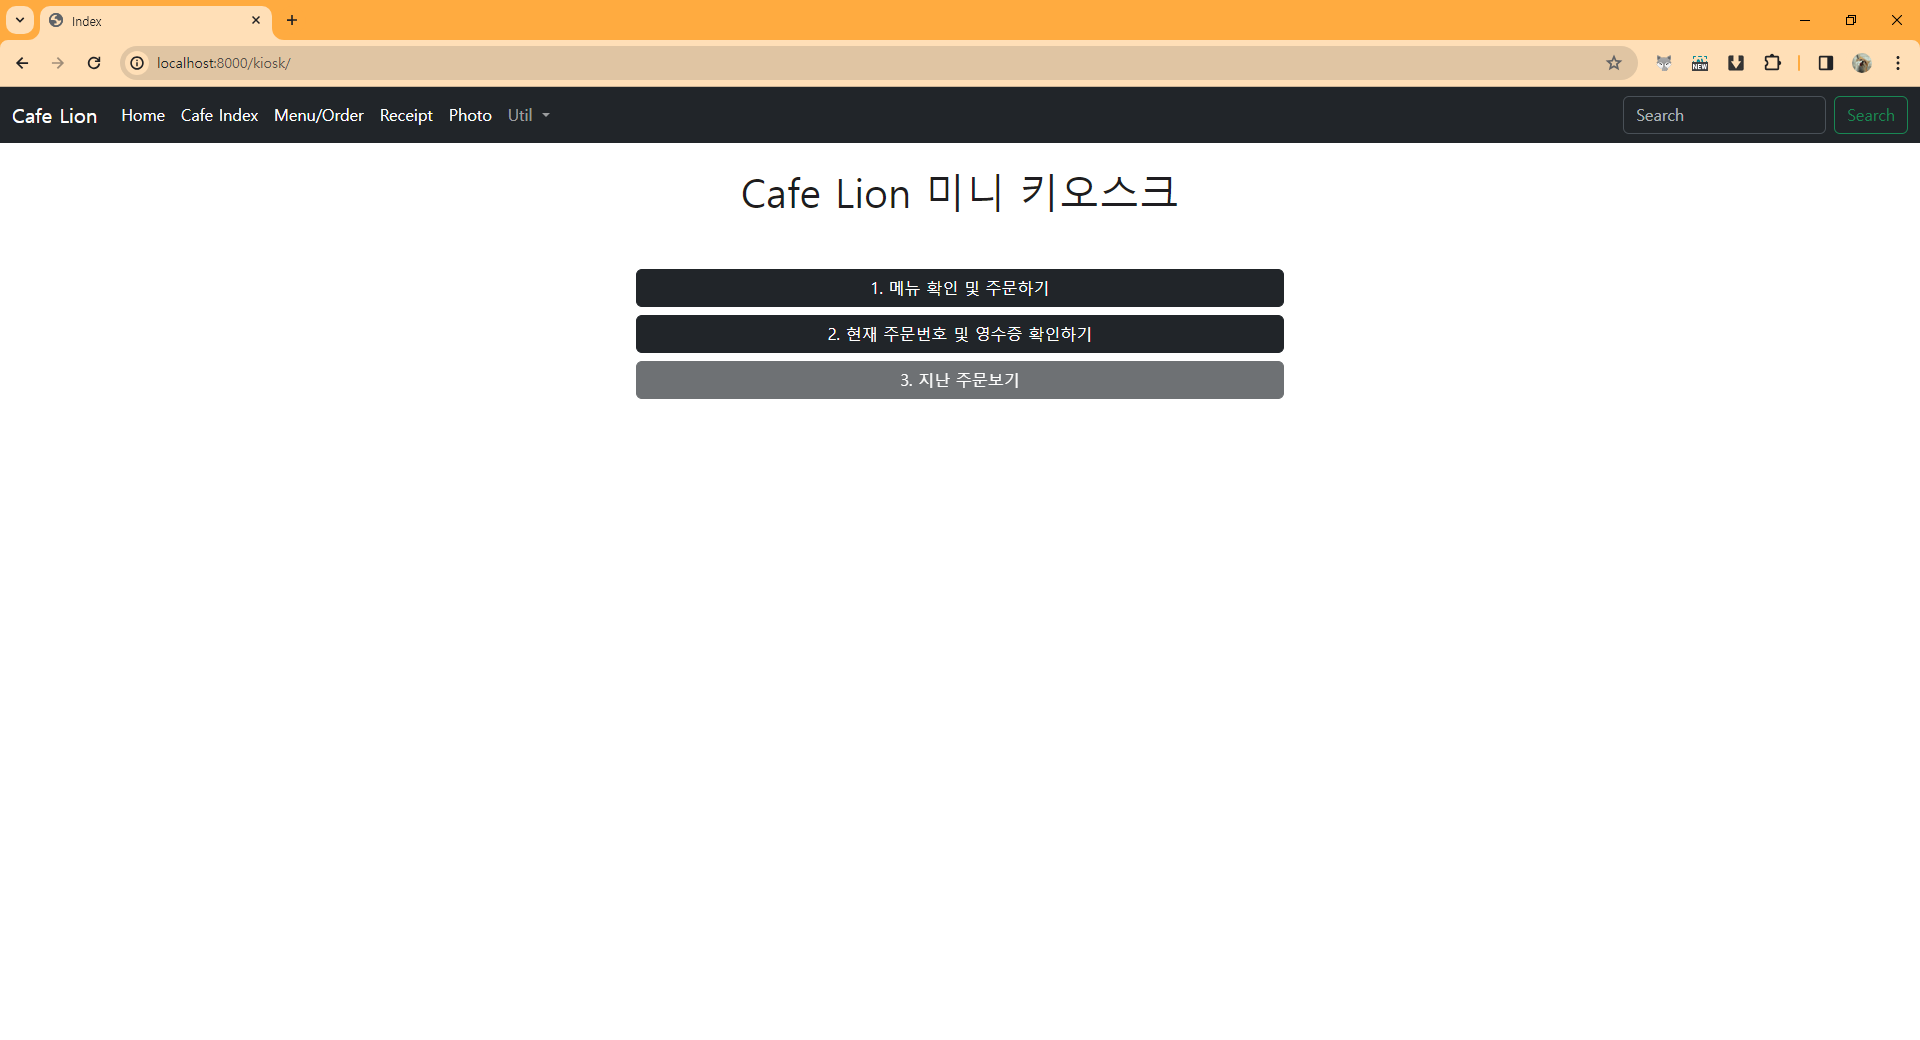 Index
localhost:8000/kiosk/
NEW
Cafe Lion Home Cafe Index Menu/Order Receipt Photo Util Search Search
Cafe Lion 미니 키오스크
1. 메뉴 확인 및 주문하기
2. 현재 주문번호 및 영수증 확인하기
3. 지난 주문보기